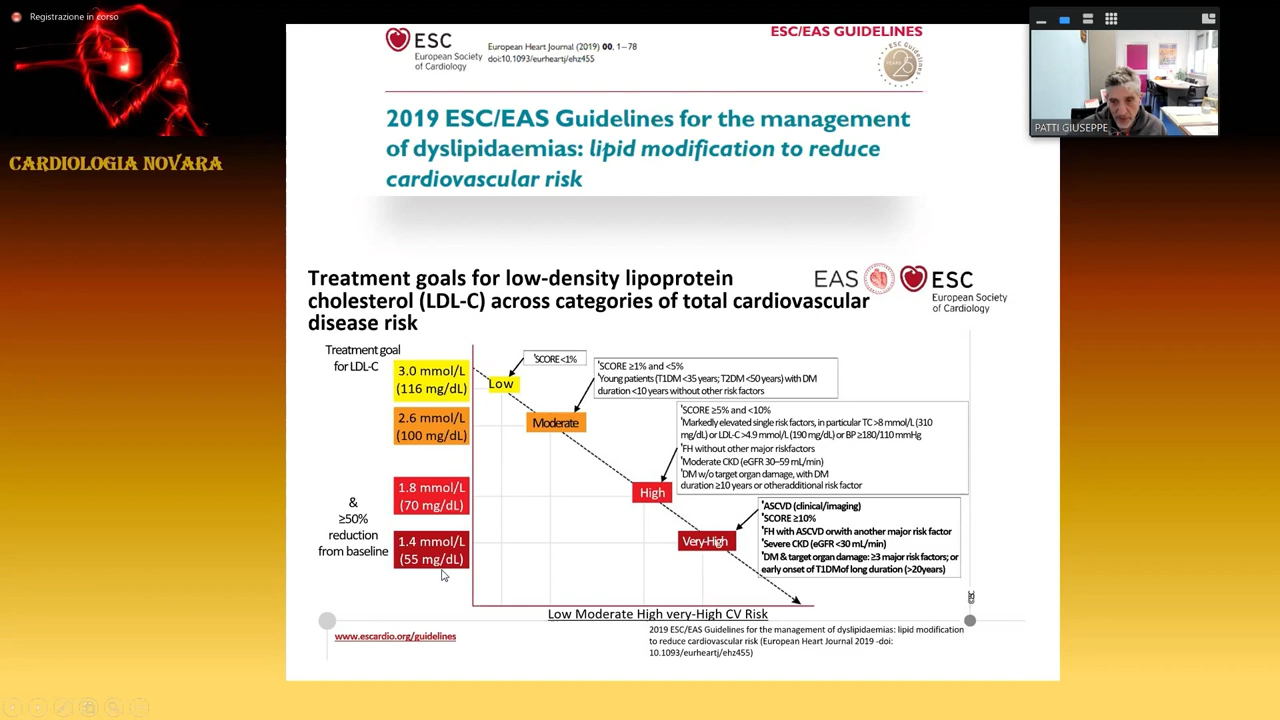 Registrazione in corso
CARDIOLOGIA NOVARA
ESC
European Society
of Cardiology
European Heart Journal (2019) 00, 1–78
doi:10.1093/eurheartj/ehz455
ESC/EAS GUIDELINES
2019 ESC/EAS Guidelines for the management
of dyslipidaemias: lipid modification to reduce
cardiovascular risk
PATTI GIUSEPPE
Treatment goals for low-density lipoprotein
cholesterol (LDL-C) across categories of total cardiovascular
disease risk
EAS
ESC
European Society
of Cardiology
Treatment goal
for LDL-C
3.0 mmol/L
(116 mg/dL)
2.6 mmol/L
(100 mg/dL)
1.8 mmol/L
(70 mg/dL)
1.4 mmol/L
(55 mg/dL)
&
≥50%
reduction
from baseline
Low
'SCORE <1%
Moderate
'SCORE ≥1% and <5%
'Young patients (T1DM <35 years; T2DM <50 years) with DM
duration <10 years without other risk factors
High
'SCORE ≥5% and <10%
'Markedly elevated single risk factors, in particular TC >8 mmol/L (310
mg/dL) or LDL-C >4.9 mmol/L (190 mg/dL) or BP ≥180/110 mmHg
'FH without other major riskfactors
'Moderate CKD (eGFR 30–59 mL/min)
'DM w/o target organ damage, with DM
duration ≥10 years or otheradditional risk factor
Very-High
'ASCVD (clinical/imaging)
'SCORE ≥10%
'FH with ASCVD orwith another major risk factor
'Severe CKD (eGFR <30 mL/min)
'DM & target organ damage: ≥3 major risk factors; or
early onset of T1DMof long duration (>20years)
Low Moderate High very-High CV Risk
www.escardio.org/guidelines
2019 ESC/EAS Guidelines for the management of dyslipidaemias: lipid modification
to reduce cardiovascular risk (European Heart Journal 2019 -doi:
10.1093/eurheartj/ehz455)